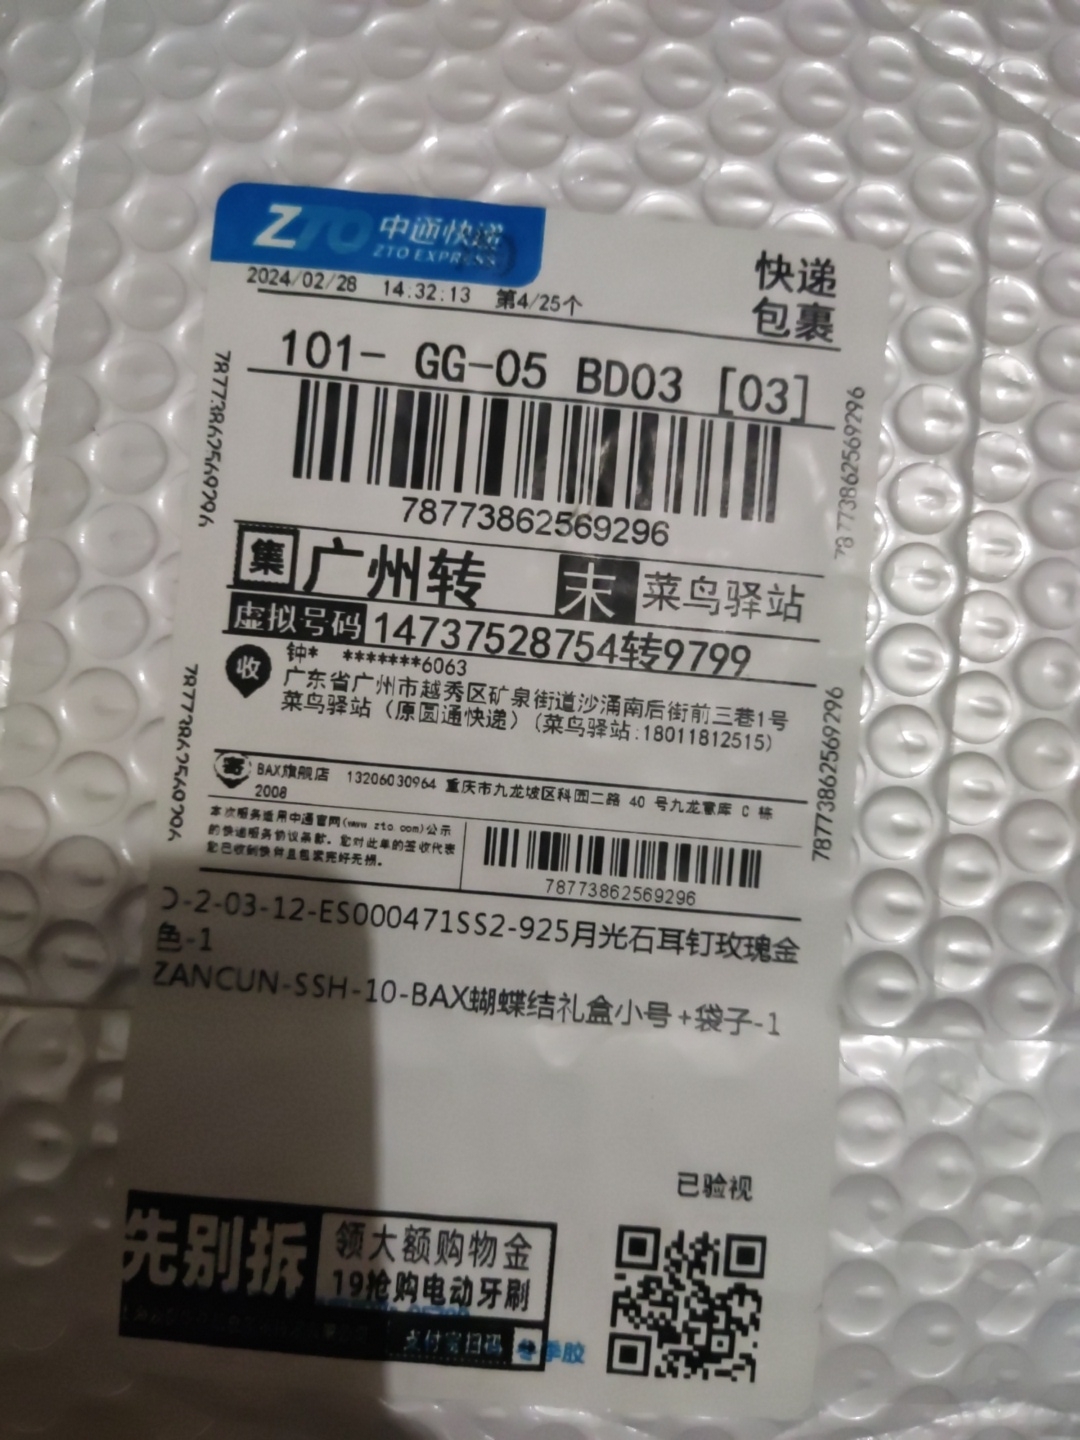 ZTO 中通快递
ZTO EXPRESS
2024/02/28 14:32:13 第4/25个
快递
包裹
101- GG-05 BD03 [03]
78773862569296
78773862569296
78773862569296
集 广州转 末 菜鸟驿站
虚拟号码 14737528754转9799
收 钟* *******6063
广东省广州市越秀区矿泉街道沙涌南后街前三巷1号
菜鸟驿站（原圆通快递）(菜鸟驿站:18011812515)
78773862569296
78773862569296
寄 BAX旗舰店 13206030964 重庆市九龙坡区科园二路 40 号九龙意库 C 栋
2008
本次服务适用中通官网(www.zto.com)公示
的快递服务协议条款。您对此单的签收代表
您已收到快件且包裹完好无损。
78773862569296
-2-03-12-ES000471SS2-925月光石耳钉玫瑰金
色-1
ZANCUN-SSH-10-BAX蝴蝶结礼盒小号+袋子-1
已验视
先别拆 领大额购物金
19抢购电动牙刷
支付宝扫码
冬季胶